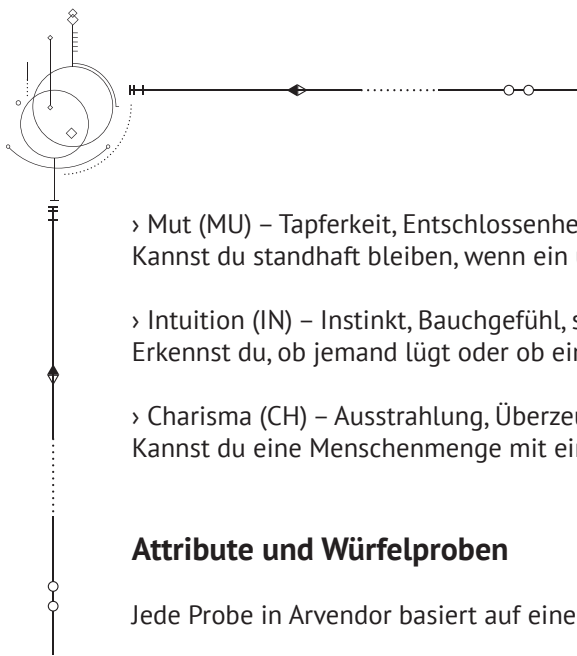 › Mut (MU) – Tapferkeit, Entschlossenhe
Kannst du standhaft bleiben, wenn ein
› Intuition (IN) – Instinkt, Bauchgefühl, s
Erkennst du, ob jemand lügt oder ob ein
› Charisma (CH) – Ausstrahlung, Überzeu
Kannst du eine Menschenmenge mit ein
Attribute und Würfelproben
Jede Probe in Arvendor basiert auf eine